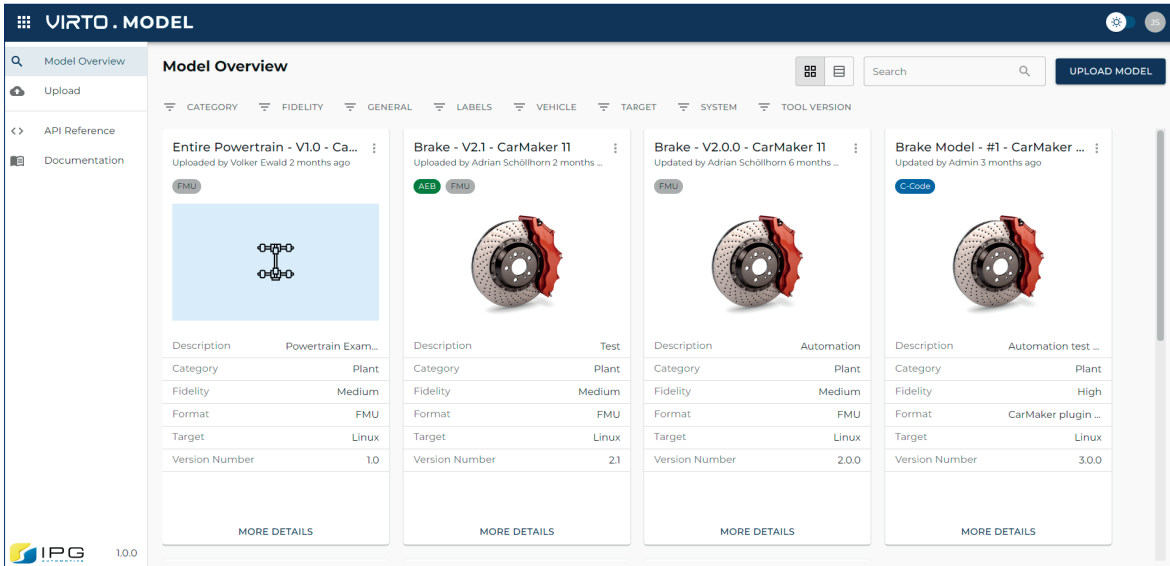 VIRTO . MODEL
JS
Model Overview
Upload
API Reference
Documentation
IPG
AUTOMOTIVE
1.0.0
Model Overview
Search
UPLOAD MODEL
CATEGORY FIDELITY GENERAL LABELS VEHICLE TARGET SYSTEM TOOL VERSION
Entire Powertrain - V1.0 - Ca...
Uploaded by Volker Ewald 2 months ago
FMU
Description Powertrain Exam...
Category Plant
Fidelity Medium
Format FMU
Target Linux
Version Number 1.0
MORE DETAILS
Brake - V2.1 - CarMaker 11
Uploaded by Adrian Schöllhorn 2 months ...
AEB FMU
Description Test
Category Plant
Fidelity Medium
Format FMU
Target Linux
Version Number 2.1
MORE DETAILS
Brake - V2.0.0 - CarMaker 11
Updated by Adrian Schöllhorn 6 months ...
FMU
Description Automation
Category Plant
Fidelity Medium
Format FMU
Target Linux
Version Number 2.0.0
MORE DETAILS
Brake Model - #1 - CarMaker ...
Updated by Admin 3 months ago
C-Code
Description Automation test ...
Category Plant
Fidelity High
Format CarMaker plugin ...
Target Linux
Version Number 3.0.0
MORE DETAILS